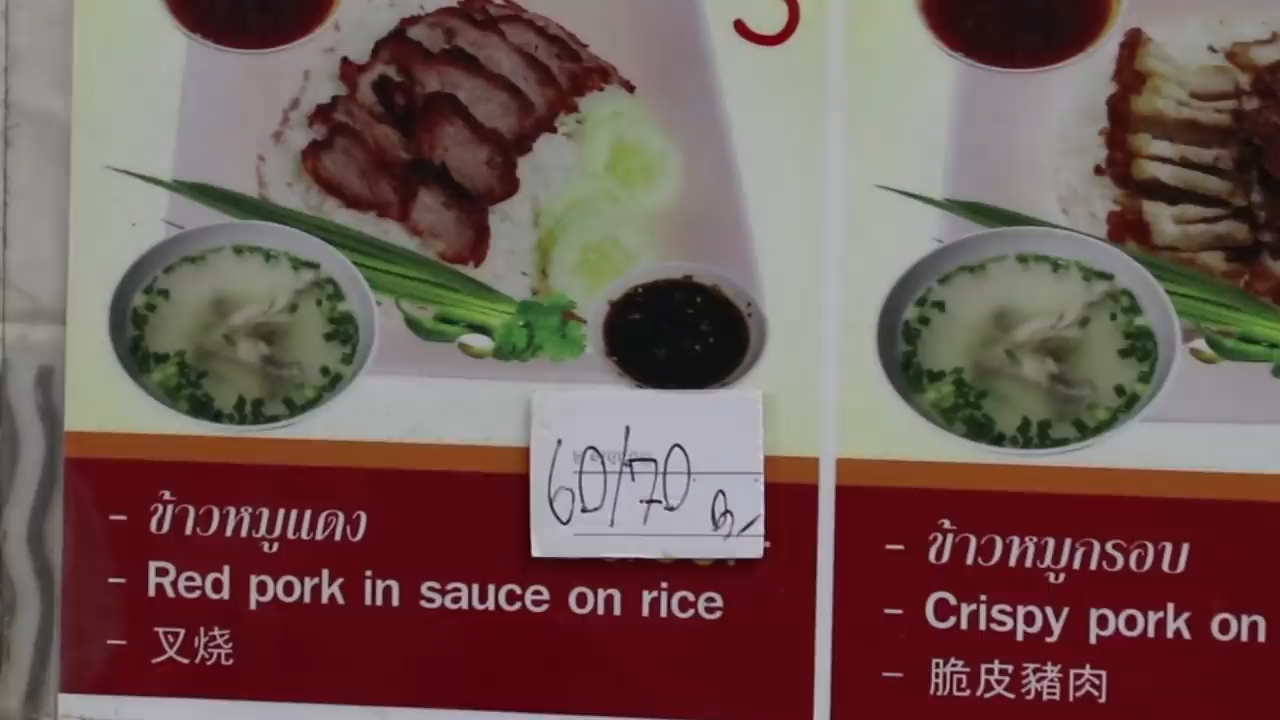 60/70 B,-
- ข้าวหมูแดง
- Red pork in sauce on rice
- 叉烧
- ข้าวหมูกรอบ
- Crispy pork on
- 脆皮豬肉